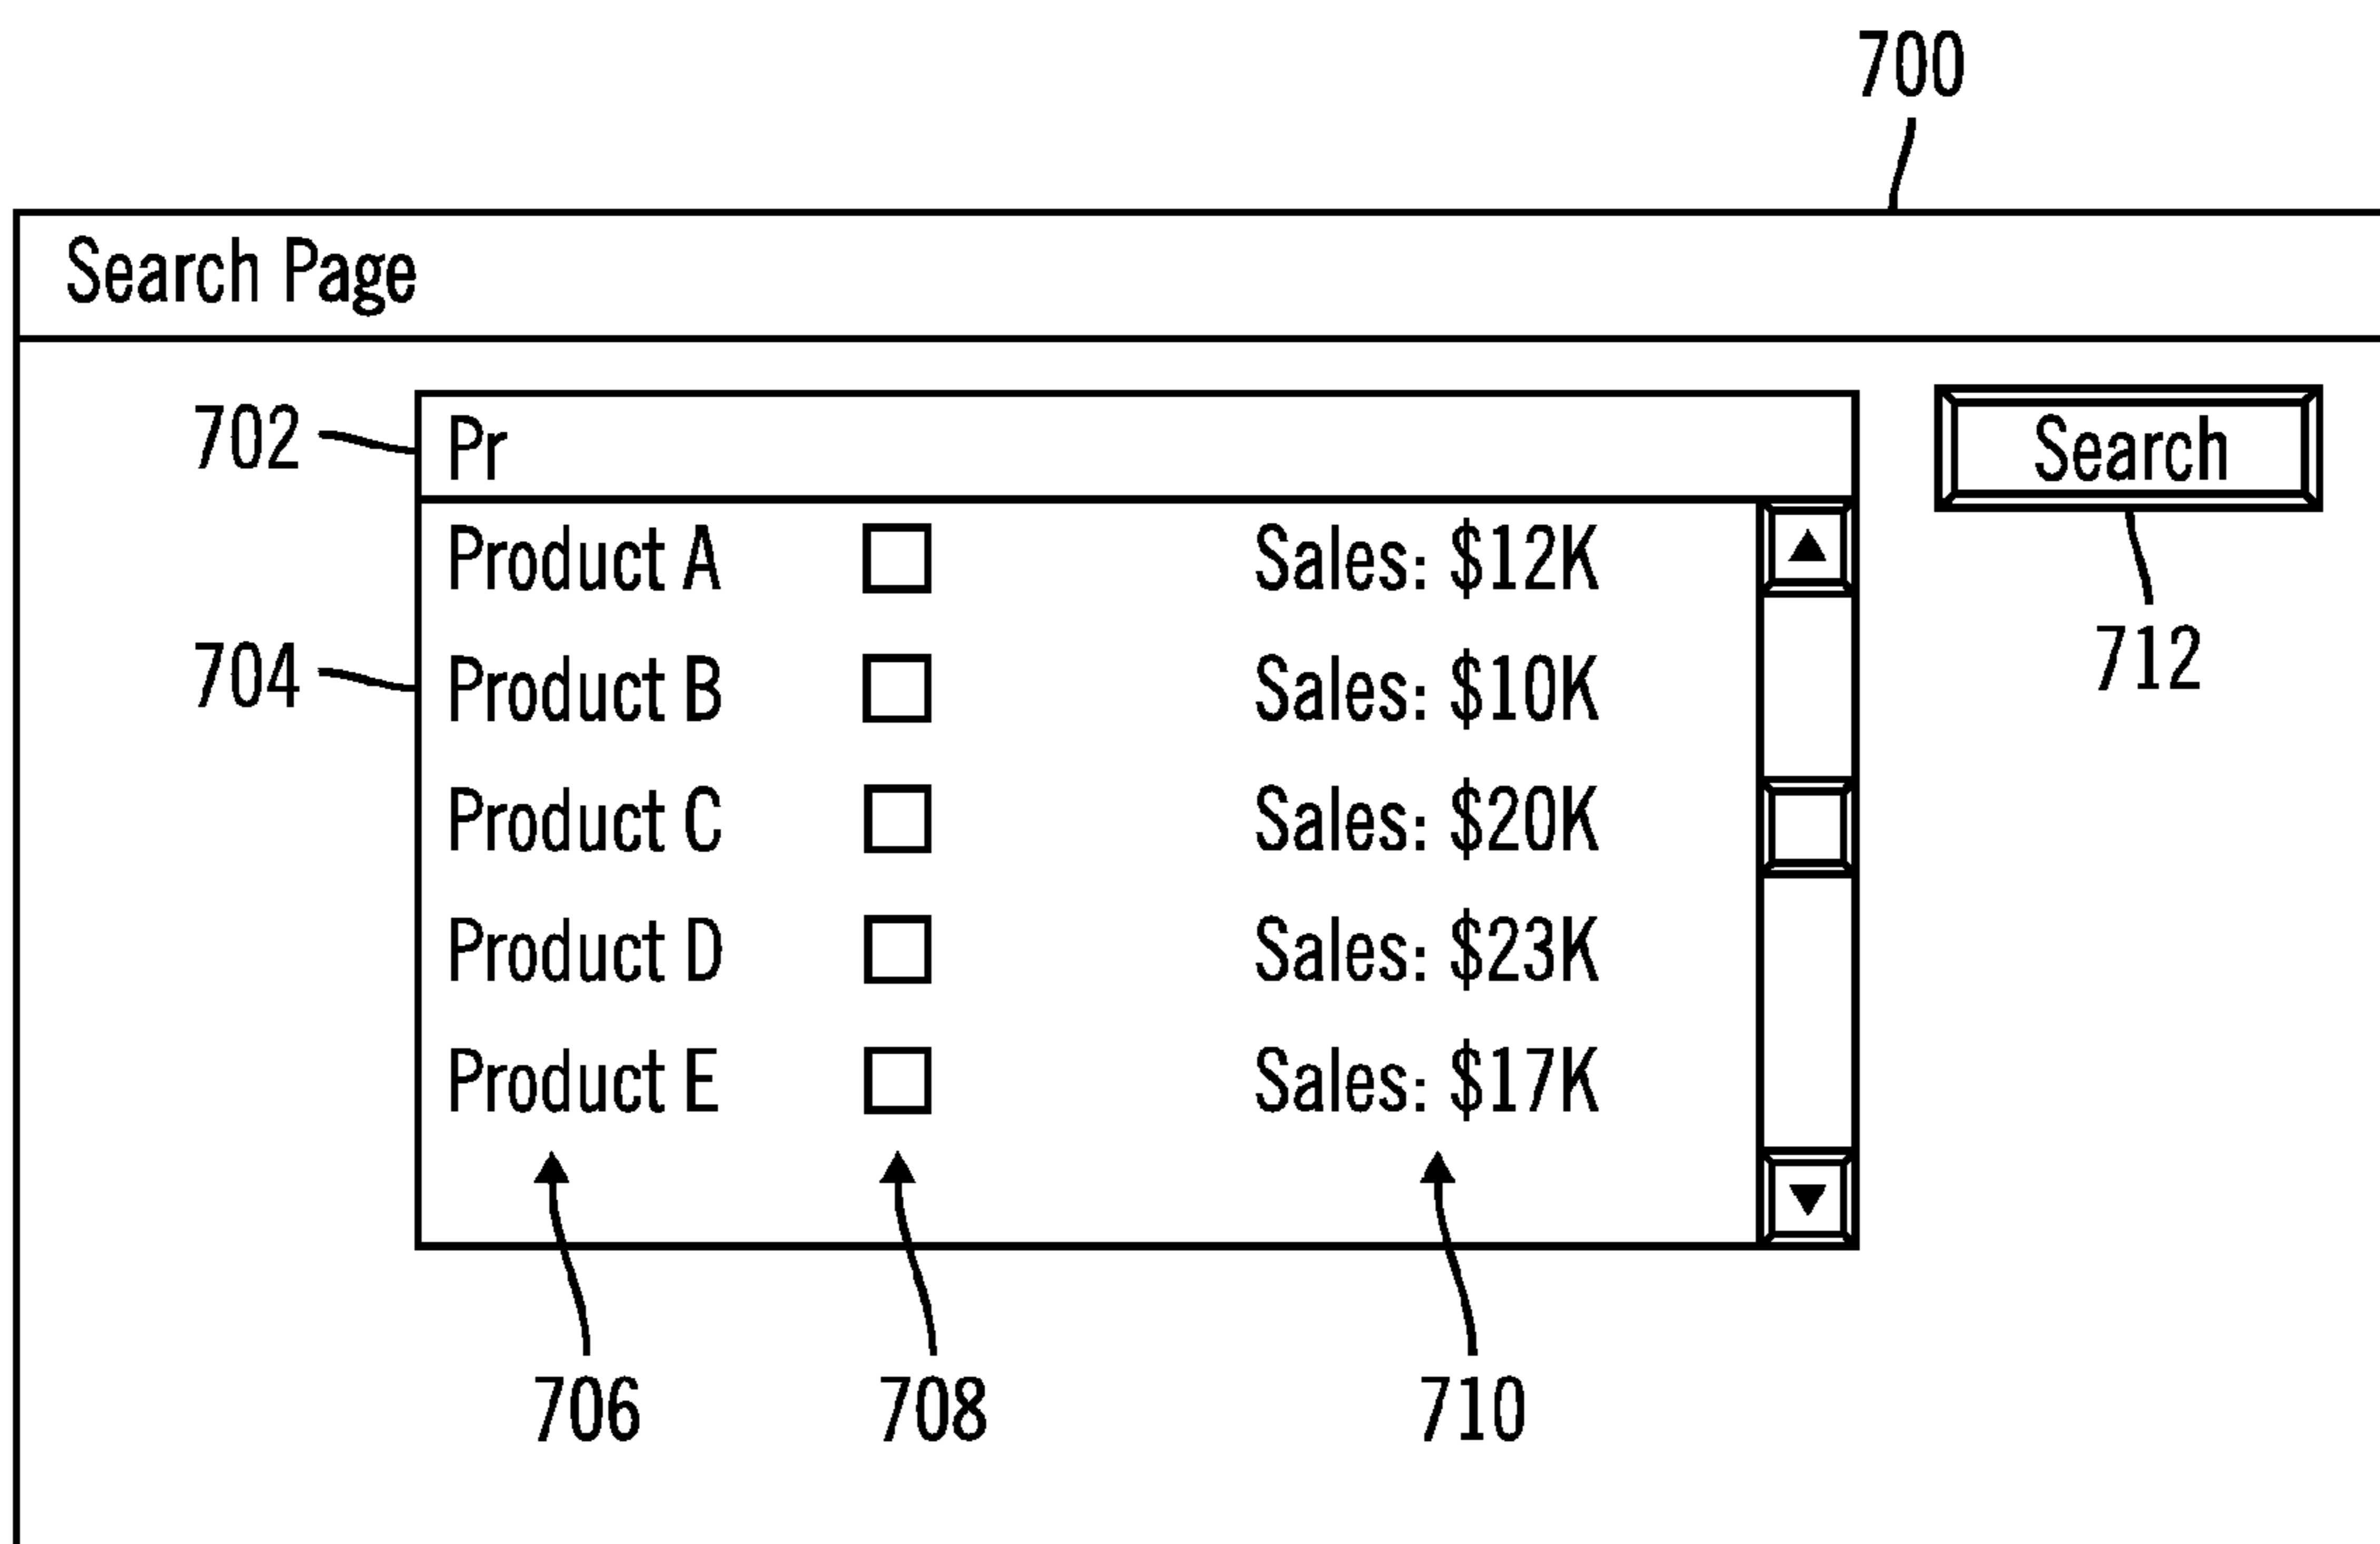 700
Search Page
702 Pr Search
Product A Sales: $12K
704 Product B Sales: $10K 712
Product C Sales: $20K
Product D Sales: $23K
Product E Sales: $17K
706 708 710